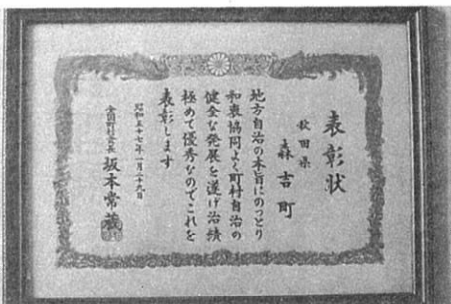 表彰状
秋田県
森吉町
地方自治の本旨にのっとり
和衷協同よく町村自治の
健全な発展を遂げ治績
極めて優秀なのでこれを
表彰します
昭和五十七年一月二十九日
全国町村会長 坂本常蔵